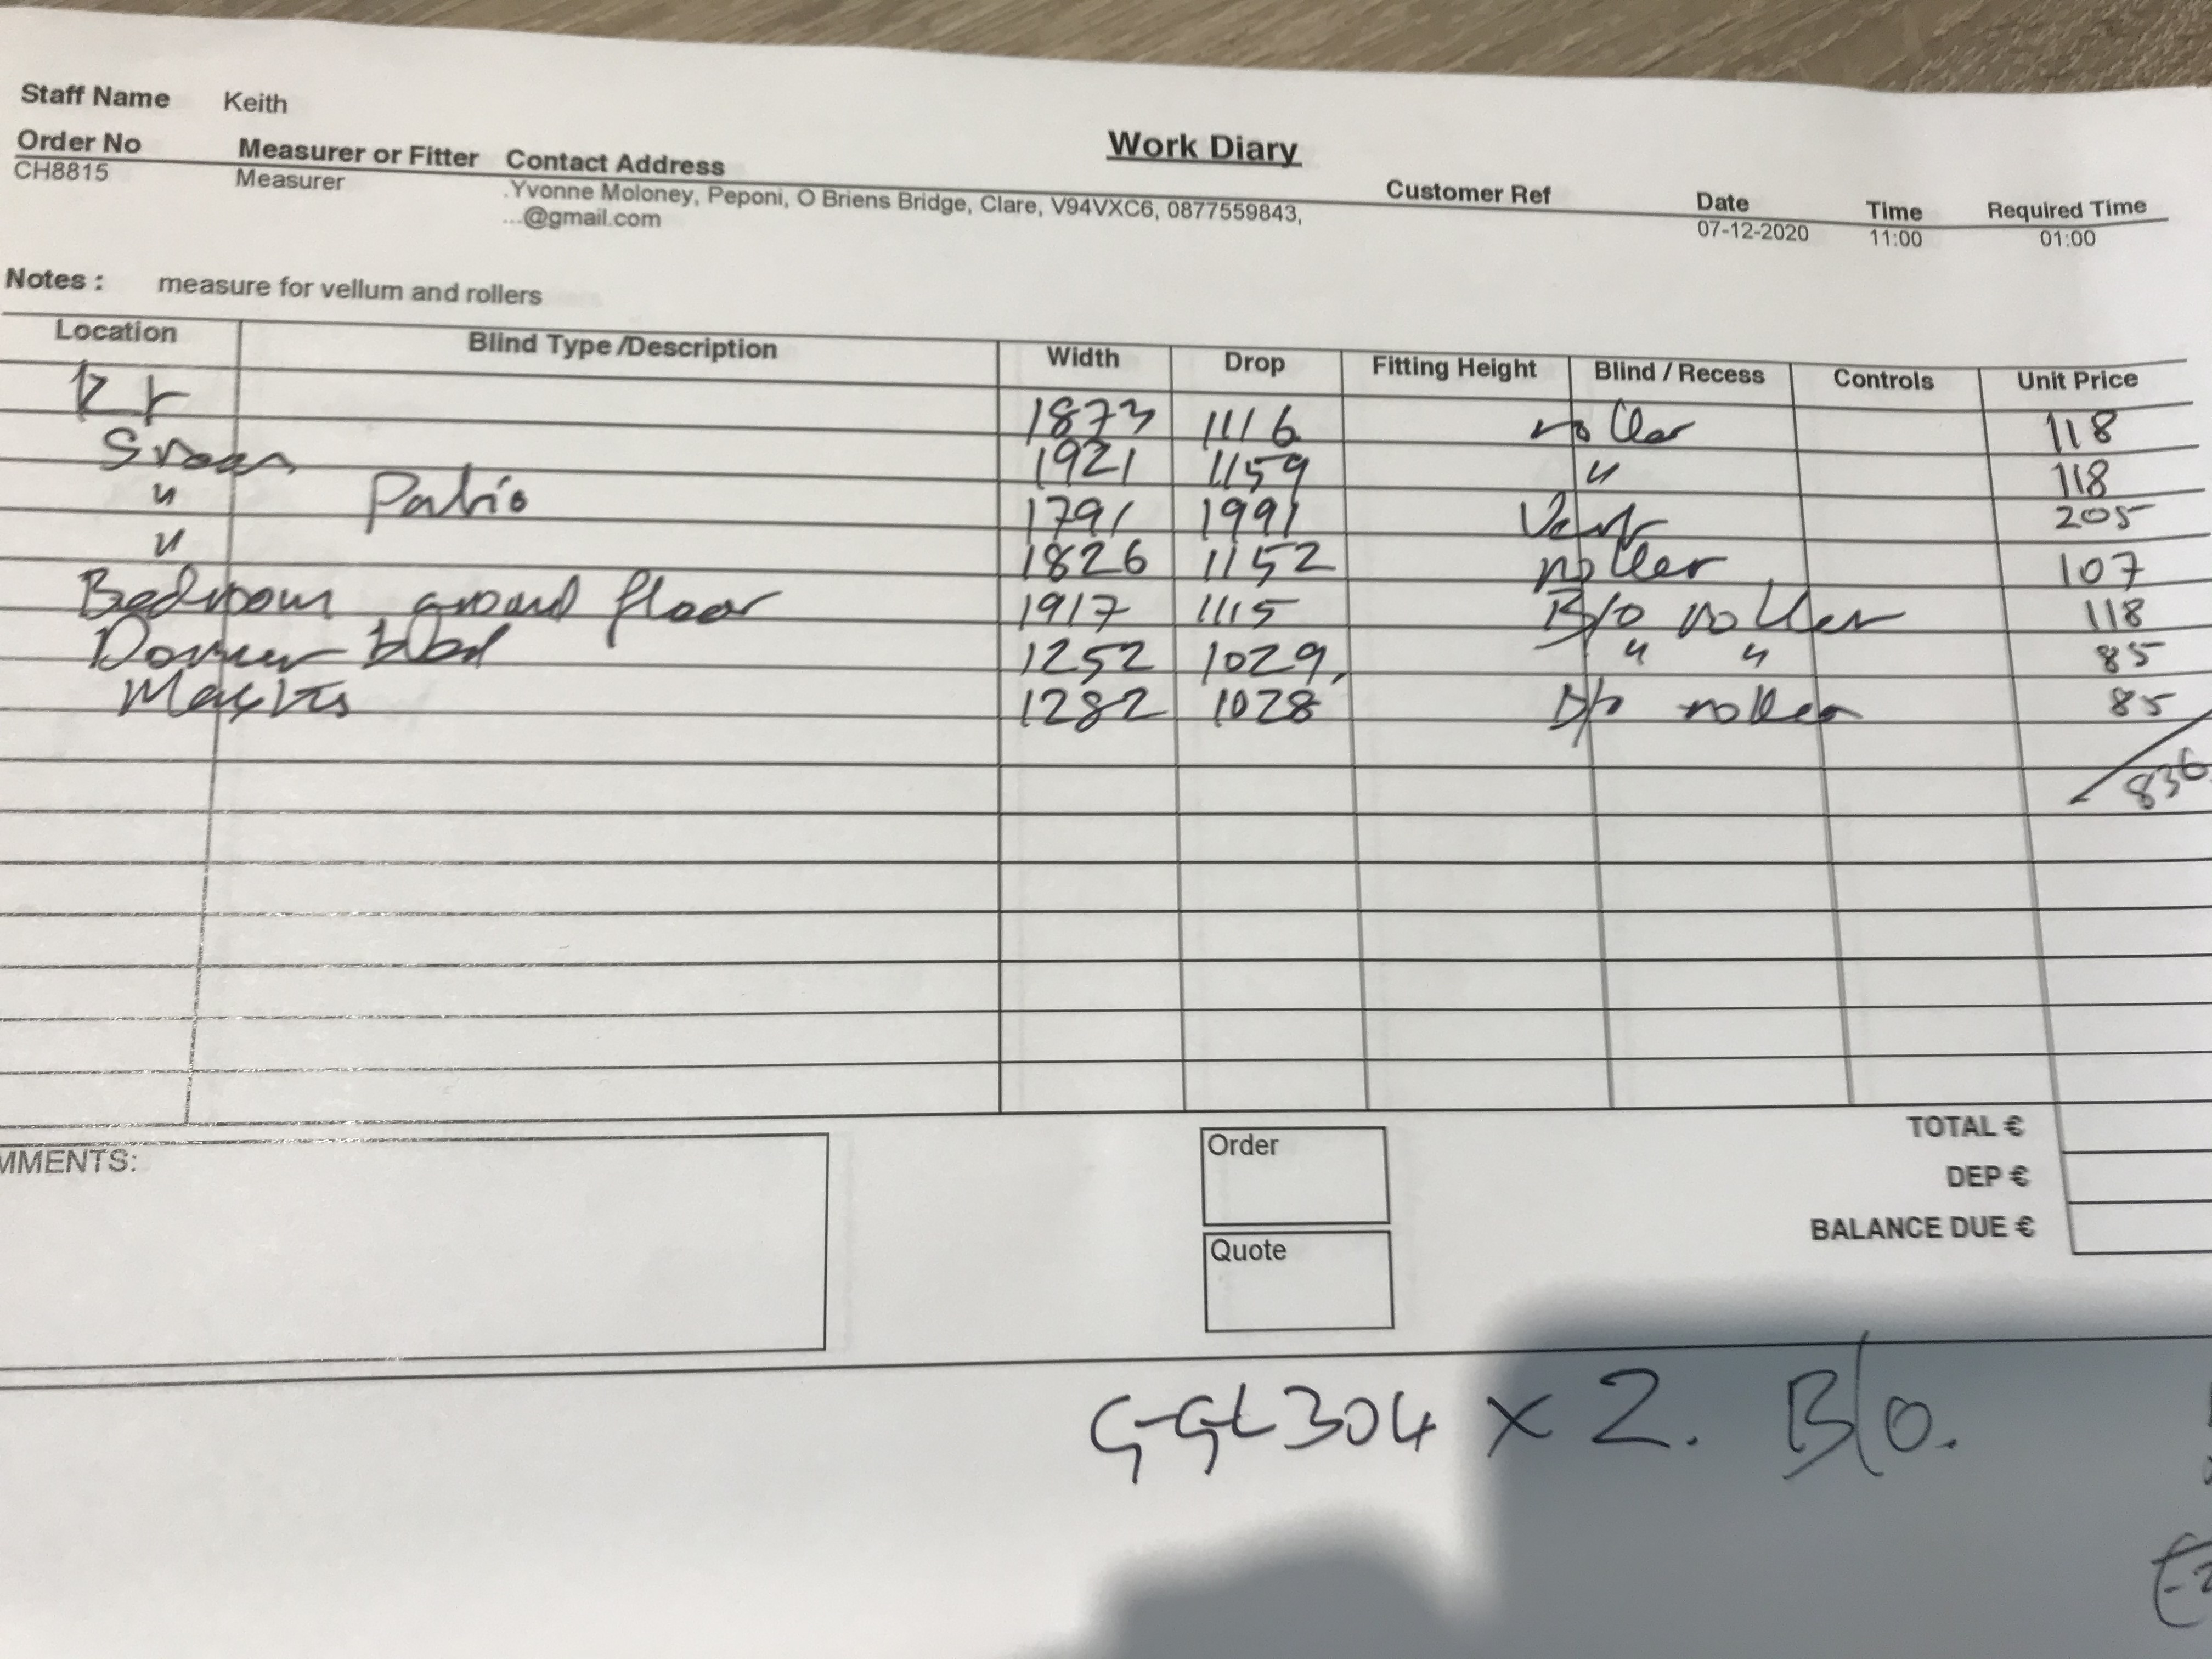 Work Diary
Staff Name Keith
Order No Measurer or Fitter Contact Address Customer Ref Date Time Required Time
CH8815 Measurer .Yvonne Moloney, Peponi, O Briens Bridge, Clare, V94VXC6, 0877559843, 07-12-2020 11:00 01:00
...@gmail.com
Notes : measure for vellum and rollers
Location Blind Type /Description Width Drop Fitting Height Blind / Recess Controls Unit Price
Kt 1873 1116 roller 118
1921 1159 " 118
" Patio 1791 1991 Vert 205
" 1826 1152 roller 107
Bedroom ground floor 1917 1115 B/o roller 118
Dormer 1252 1029, " " 85
1282 1028 B/o roller 85
836
TOTAL €
MMENTS: Order
DEP €
BALANCE DUE €
Quote
GGL304 x 2. B/o.